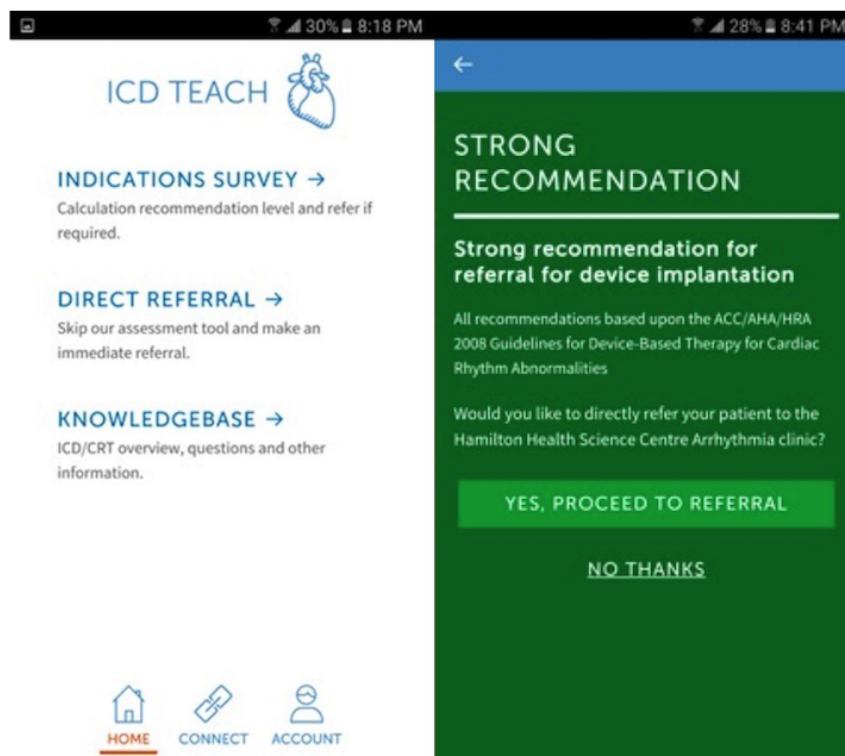 30% 8:18 PM
ICD TEACH
INDICATIONS SURVEY →
Calculation recommendation level and refer if
required.
DIRECT REFERRAL →
Skip our assessment tool and make an
immediate referral.
KNOWLEDGEBASE →
ICD/CRT overview, questions and other
information.
HOME CONNECT ACCOUNT
28% 8:41 PM
←
STRONG
RECOMMENDATION
Strong recommendation for
referral for device implantation
All recommendations based upon the ACC/AHA/HRA
2008 Guidelines for Device-Based Therapy for Cardiac
Rhythm Abnormalities
Would you like to directly refer your patient to the
Hamilton Health Science Centre Arrhythmia clinic?
YES, PROCEED TO REFERRAL
NO THANKS